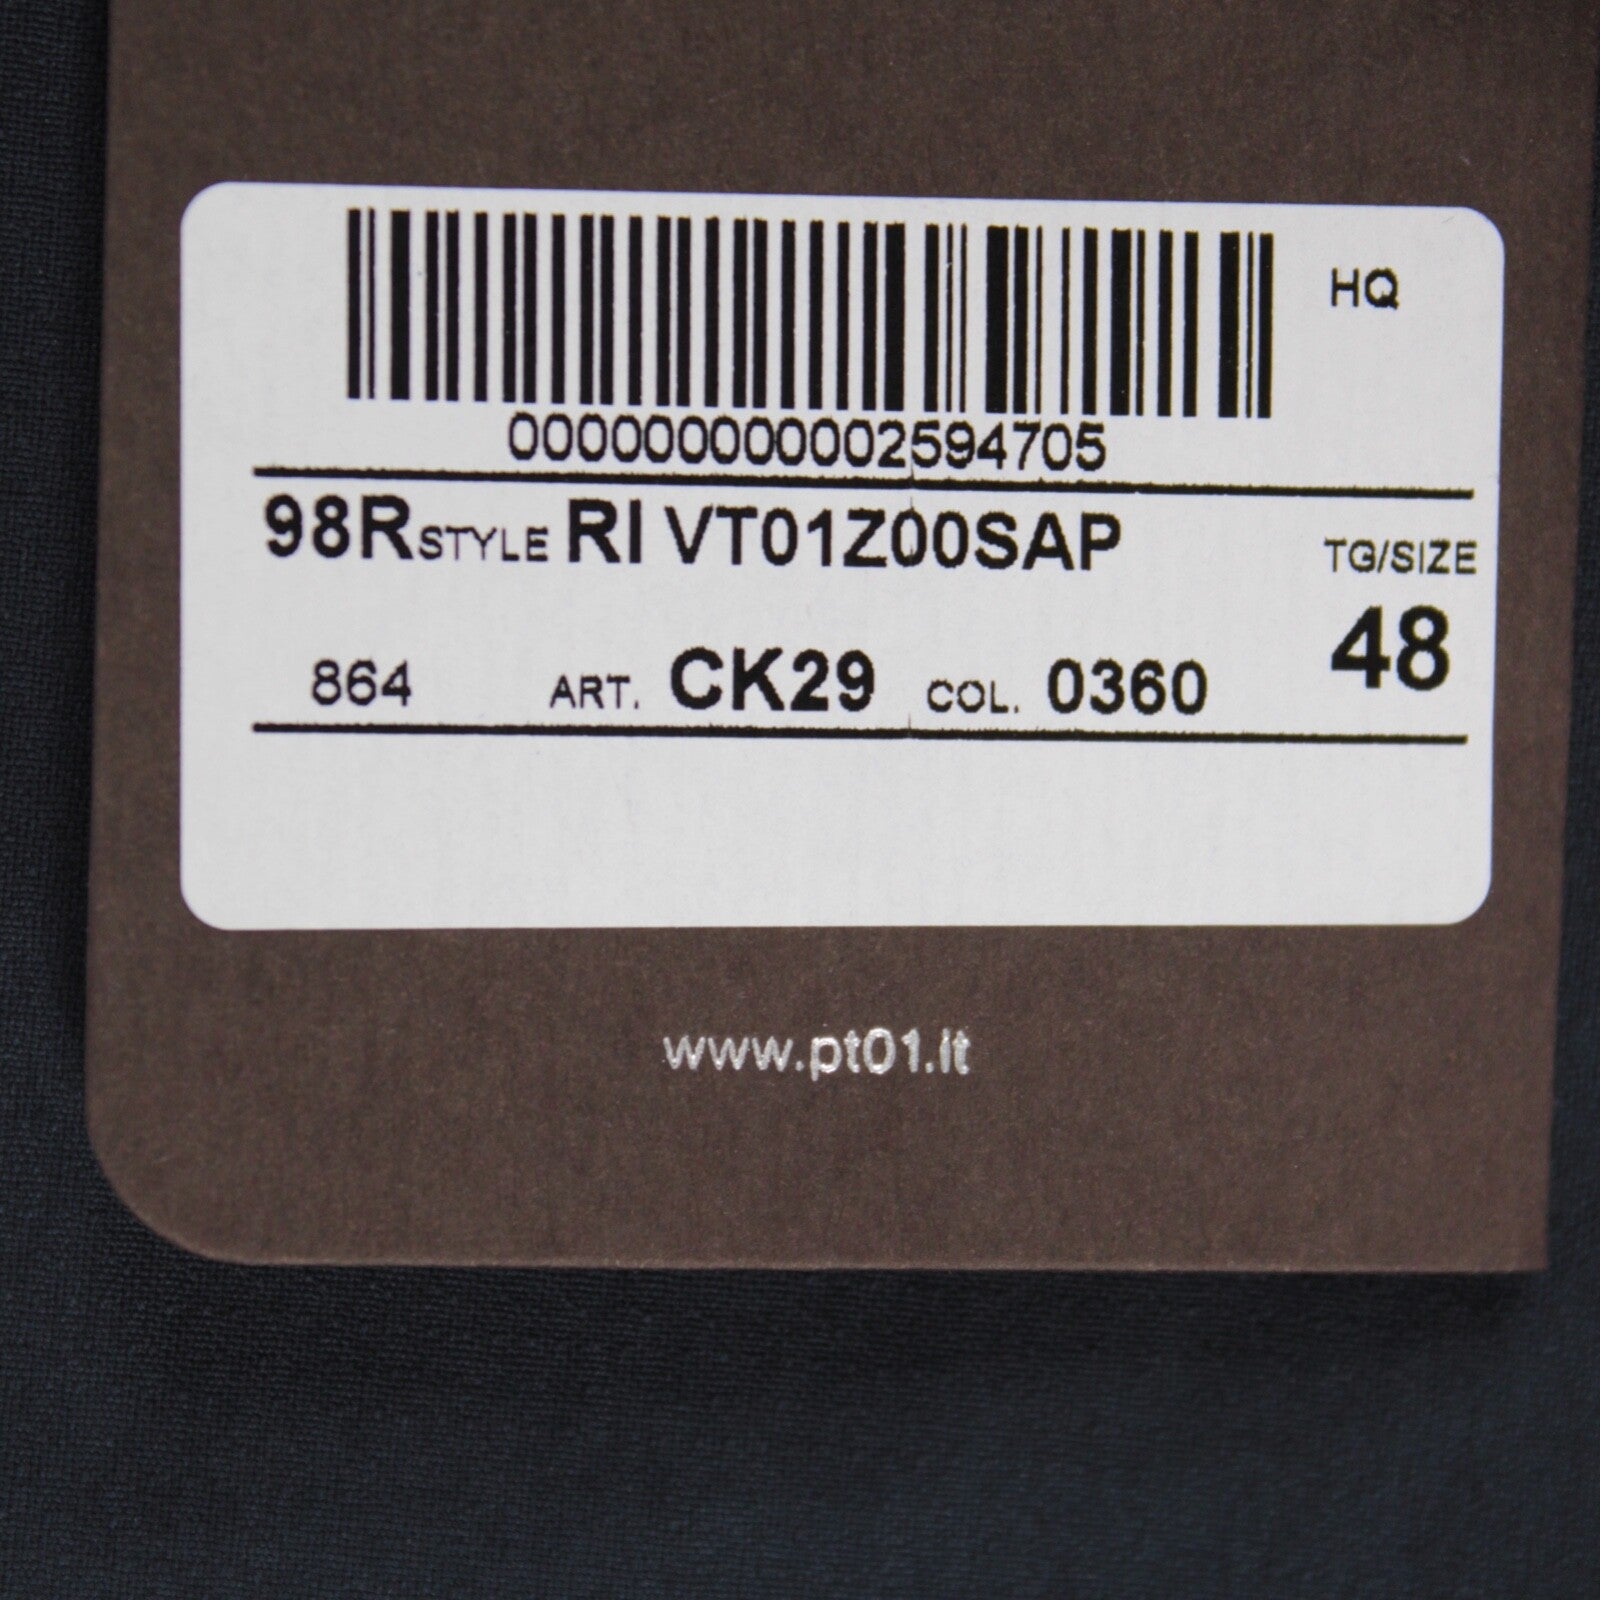 HQ
000000000002594705
98R STYLE RI VT01Z00SAP TG/SIZE
48
864 ART. CK29 COL. 0360
www.pt01.it